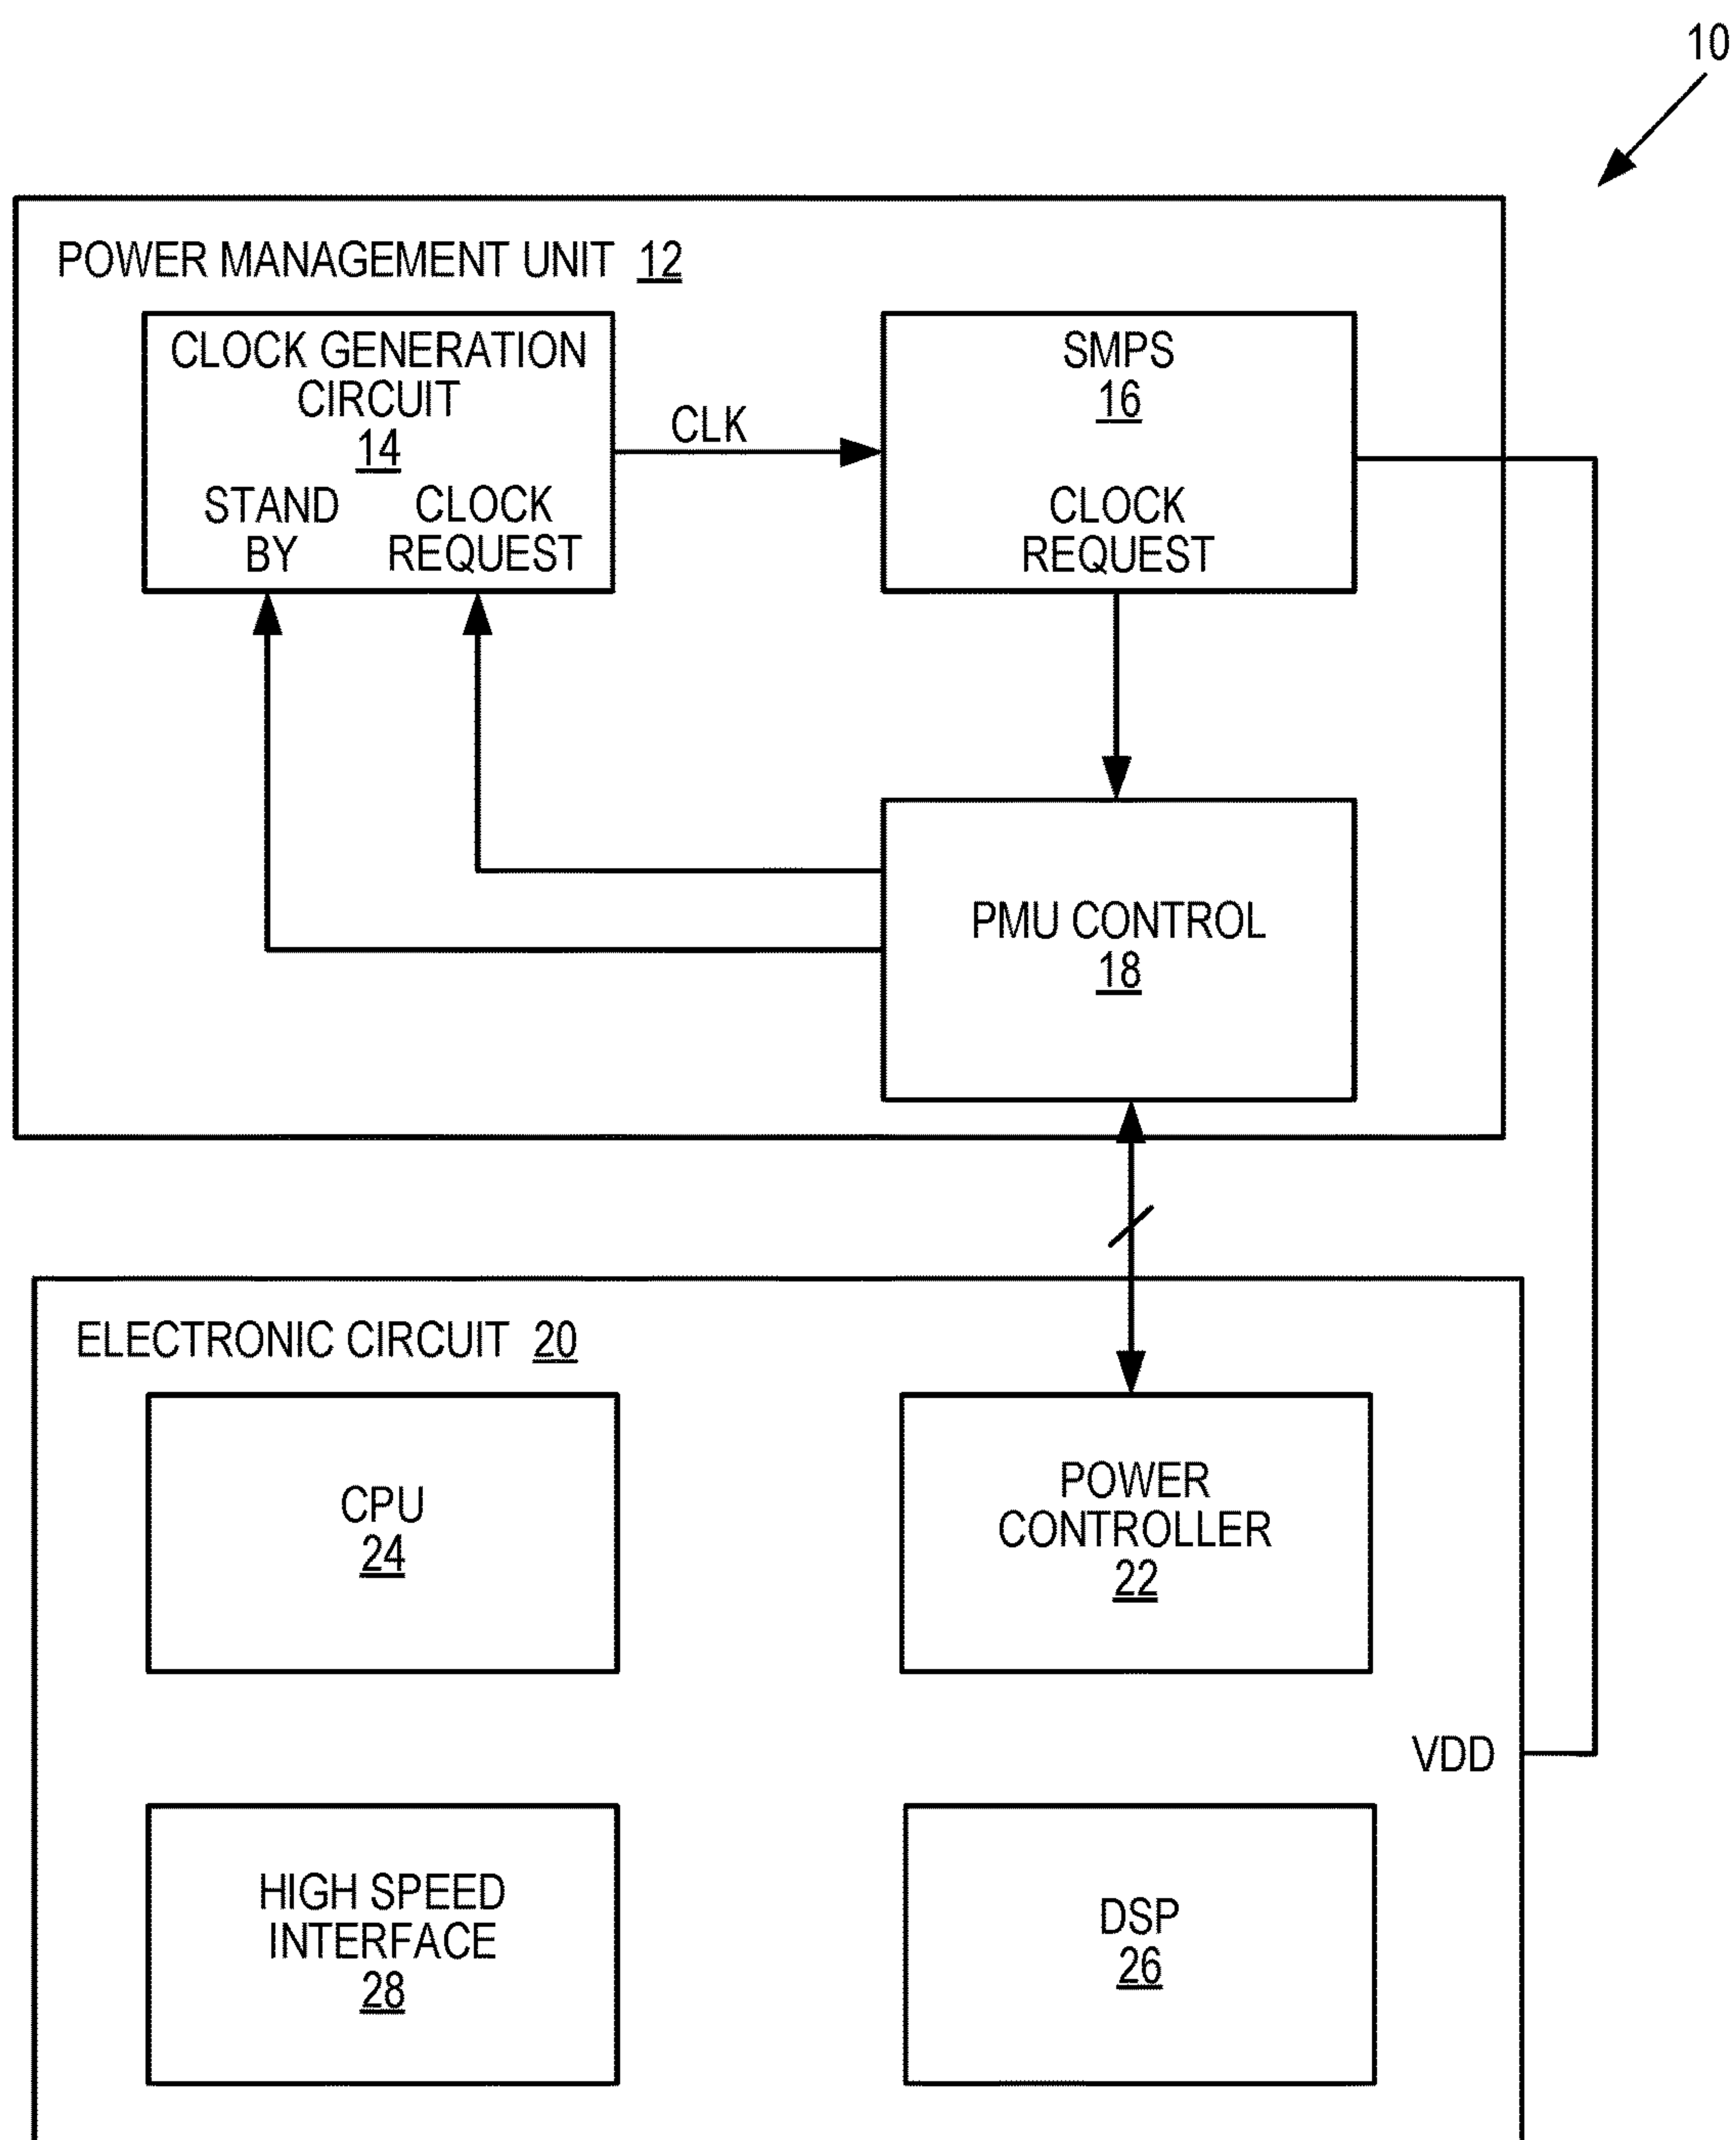 10
POWER MANAGEMENT UNIT 12
CLOCK GENERATION
CIRCUIT
14
STAND
BY
CLOCK
REQUEST
CLK
SMPS
16
CLOCK
REQUEST
PMU CONTROL
18
ELECTRONIC CIRCUIT 20
CPU
24
POWER
CONTROLLER
22
VDD
HIGH SPEED
INTERFACE
28
DSP
26